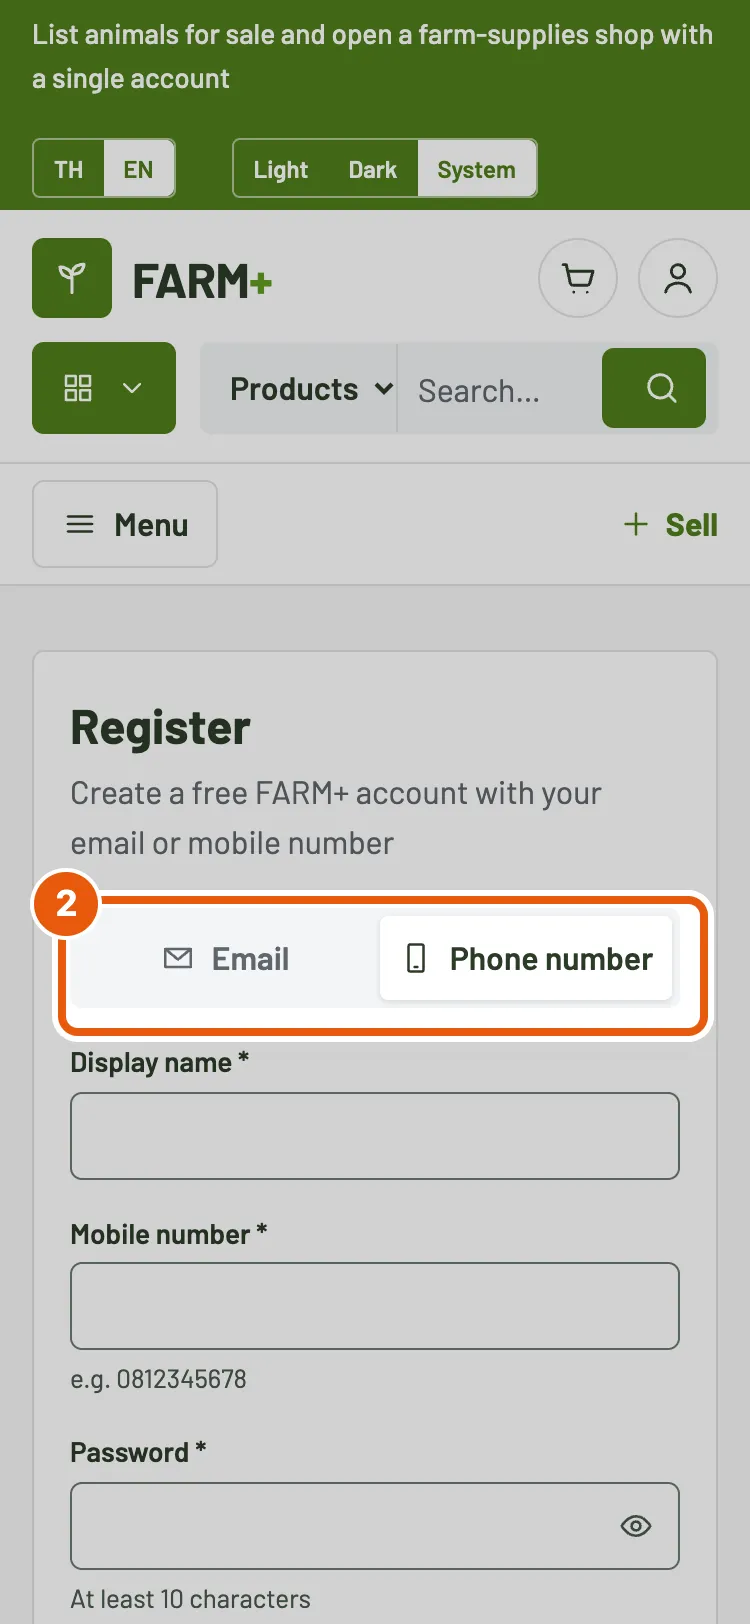 List animals for sale and open a farm-supplies shop with
a single account
TH EN Light Dark System
FARM+
Products Search...
Menu + Sell
Register
Create a free FARM+ account with your
email or mobile number
2
Email Phone number
Display name *
Mobile number *
e.g. 0812345678
Password *
At least 10 characters